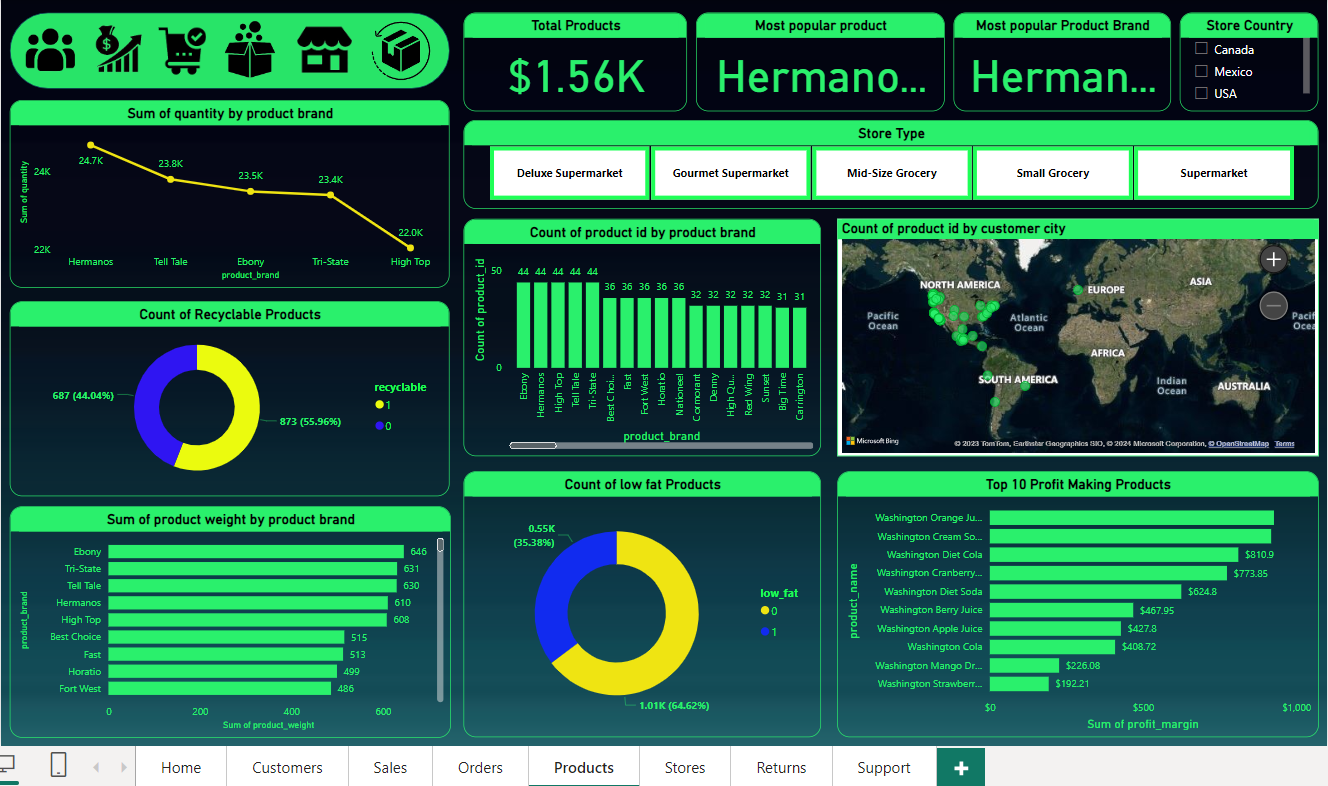 Total Products
$1.56K
Most popular product
Hermano...
Most popular Product Brand
Herman...
Store Country
Canada
Mexico
USA
Store Type
Deluxe Supermarket
Gourmet Supermarket
Mid-Size Grocery
Small Grocery
Supermarket
Sum of quantity by product brand
Sum of quantity
24K
22K
24.7K
23.8K
23.5K
23.4K
22.0K
Hermanos
Tell Tale
Ebony
Tri-State
High Top
product_brand
Count of product id by product brand
Count of product_id
50
0
44 44 44 44 44 36 36 36 36 36 32 32 32 32 32 31 31
Ebony
Hermanos
High Top
Tell Tale
Tri-State
Best Choi...
Fast
Fort West
Horatio
Nationeel
Cormorant
Denny
High Qu...
Red Wing
Sunset
Big Time
Carrington
product_brand
Count of product id by customer city
NORTH AMERICA
EUROPE
ASIA
Pacific
Ocean
Atlantic
Ocean
Pacif
Ocea
AFRICA
SOUTH AMERICA
Indian
Ocean
AUSTRALIA
A
Microsoft Bing
© 2023 TomTom, Earthstar Geographics SIO, © 2024 Microsoft Corporation, © OpenStreetMap Terms
Count of Recyclable Products
687 (44.04%)
873 (55.96%)
recyclable
1
0
Sum of product weight by product brand
product_brand
Ebony 646
Tri-State 631
Tell Tale 630
Hermanos 610
High Top 608
Best Choice 515
Fast 513
Horatio 499
Fort West 486
0 200 400 600
Sum of product_weight
Count of low fat Products
0.55K
(35.38%)
1.01K (64.62%)
low_fat
0
1
Top 10 Profit Making Products
product_name
Washington Orange Ju...
Washington Cream So...
Washington Diet Cola $810.9
Washington Cranberry... $773.85
Washington Diet Soda $624.8
Washington Berry Juice $467.95
Washington Apple Juice $427.8
Washington Cola $408.72
Washington Mango Dr... $226.08
Washington Strawberr... $192.21
$0 $500 $1,000
Sum of profit_margin
Home
Customers
Sales
Orders
Products
Stores
Returns
Support